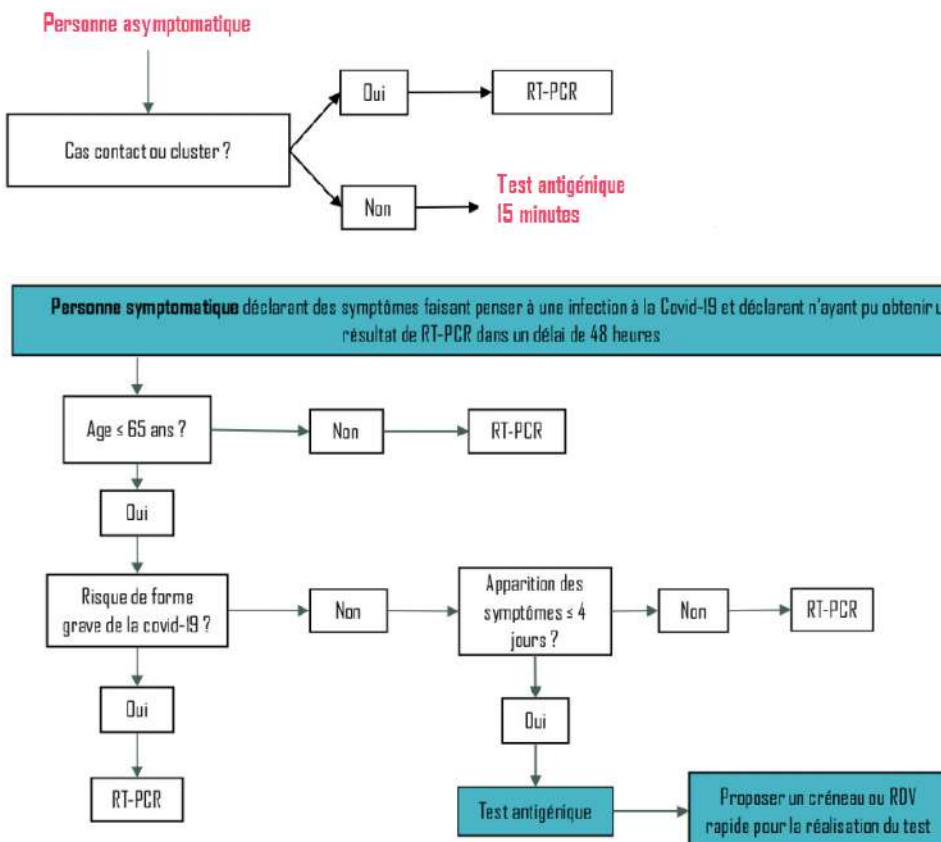 Personne asymptomatique
Oui
RT-PCR
Cas contact ou cluster ?
Non
Test antigénique
15 minutes
Personne symptomatique déclarant des symptômes faisant penser à une infection à la Covid-19 et déclarant n'ayant pu obtenir
résultat de RT-PCR dans un délai de 48 heures
Age ≤ 65 ans ?
Non
RT-PCR
Oui
Risque de forme
grave de la covid-19 ?
Non
Apparition des
symptômes ≤ 4
jours ?
Non
RT-PCR
Oui
Oui
RT-PCR
Test antigénique
Proposer un créneau ou RDV
rapide pour la réalisation du test